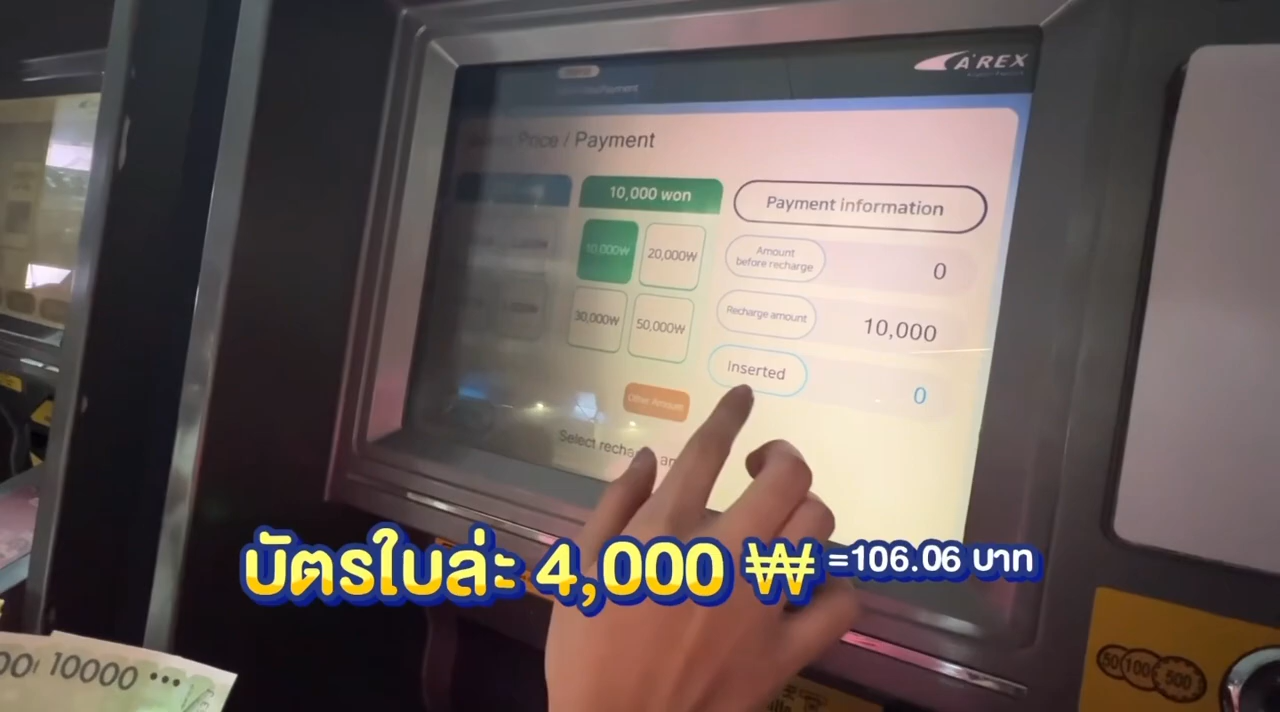 A'REX
Price / Payment
10,000 won
Payment information
10,000₩
20,000₩
30,000₩
50,000₩
Amount
before recharge
0
Recharge amount
10,000
Inserted
0
Other Amount
Select recha
บัตรใบล่ะ 4,000 ₩ =106.06 บาท
10000
50 100 500